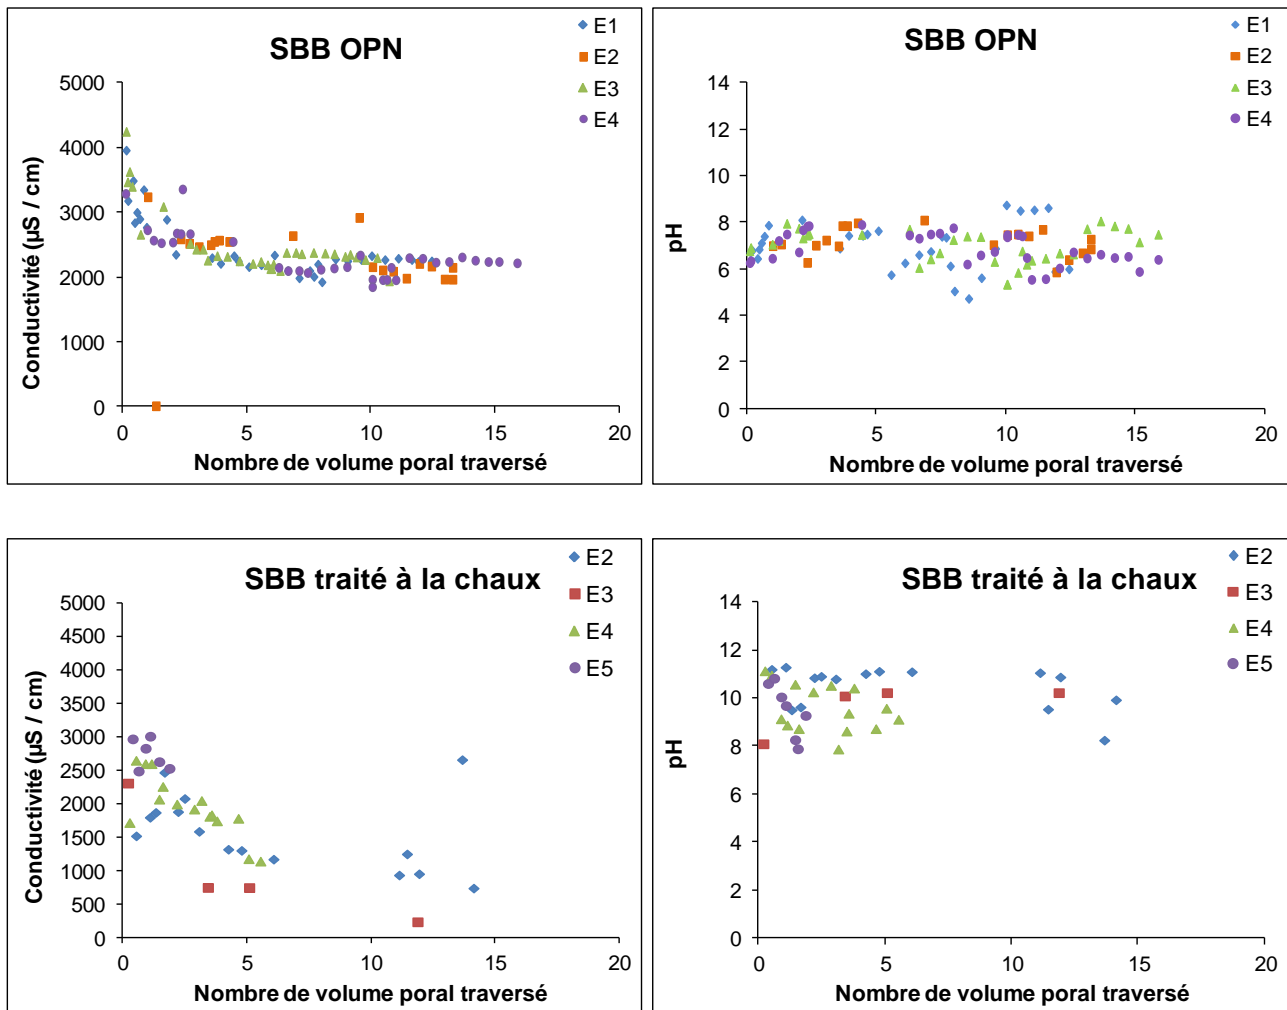 SBB OPN
E1
E2
E3
E4
5000
4000
3000
2000
1000
0
Conductivité (µS / cm)
0 5 10 15 20
Nombre de volume poral traversé
SBB OPN
E1
E2
E3
E4
14
12
10
8
6
4
2
0
pH
0 5 10 15 20
Nombre de volume poral traversé
SBB traité à la chaux
E2
E3
E4
E5
5000
4500
4000
3500
3000
2500
2000
1500
1000
500
0
Conductivité (µS / cm)
0 5 10 15 20
Nombre de volume poral traversé
SBB traité à la chaux
E2
E3
E4
E5
14
12
10
8
6
4
2
0
pH
0 5 10 15 20
Nombre de volume poral traversé